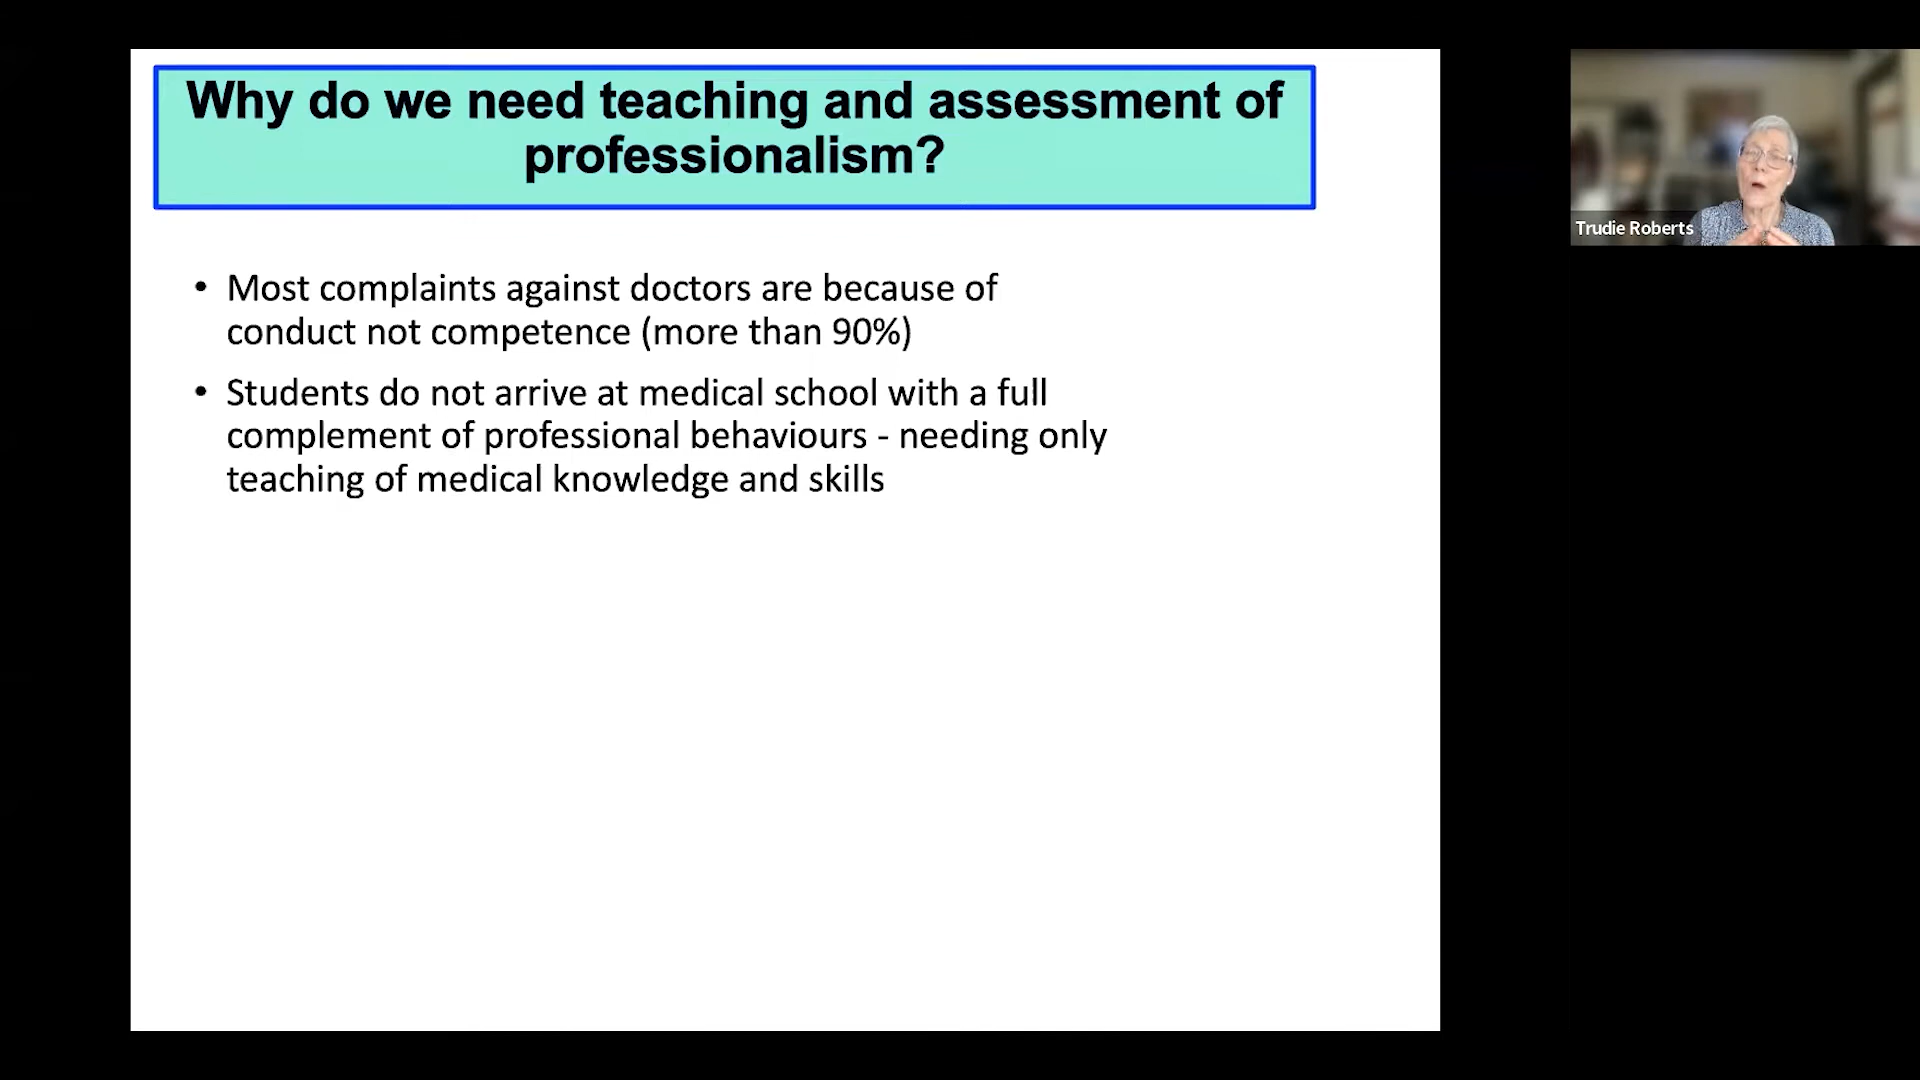 Why do we need teaching and assessment of
professionalism?
• Most complaints against doctors are because of
conduct not competence (more than 90%)
• Students do not arrive at medical school with a full
complement of professional behaviours - needing only
teaching of medical knowledge and skills
Trudie Roberts